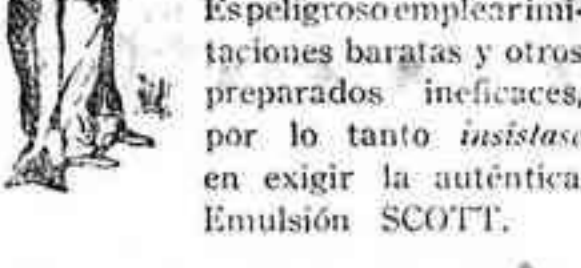 Es peligroso emplear imi-
taciones baratas y otros
preparados ineficaces,
por lo tanto insístase
en exigir la auténtica
Emulsión SCOTT.